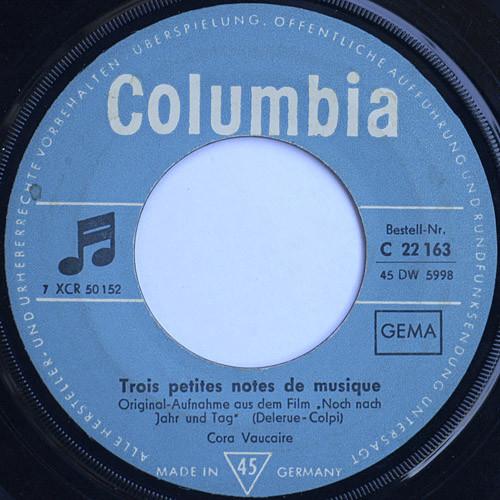 ALLE HERSTELLER- UND URHEBERRECHTE VORBEHALTEN ÜBERSPIELUNG, ÖFFENTLICHE AUFFÜHRUNG UND RUNDFUNKSENDUNG UNTERSAGT
Columbia
Bestell-Nr.
C 22 163
45 DW 5998
7 XCR 50152
GEMA
Trois petites notes de musique
Original-Aufnahme aus dem Film „Noch nach
Jahr und Tag" (Delerue-Colpi)
Cora Vaucaire
MADE IN 45 GERMANY